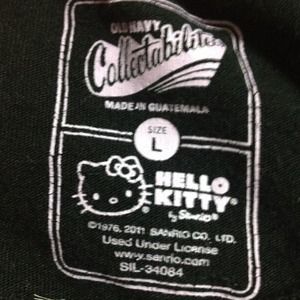 OLD NAVY
Collectabilities
MADE IN GUATEMALA
SIZE
L
HELLO
KITTY
by Sanrio
©1976, 2011 SANRIO CO., LTD.
Used Under License
www.sanrio.com
SIL-34084